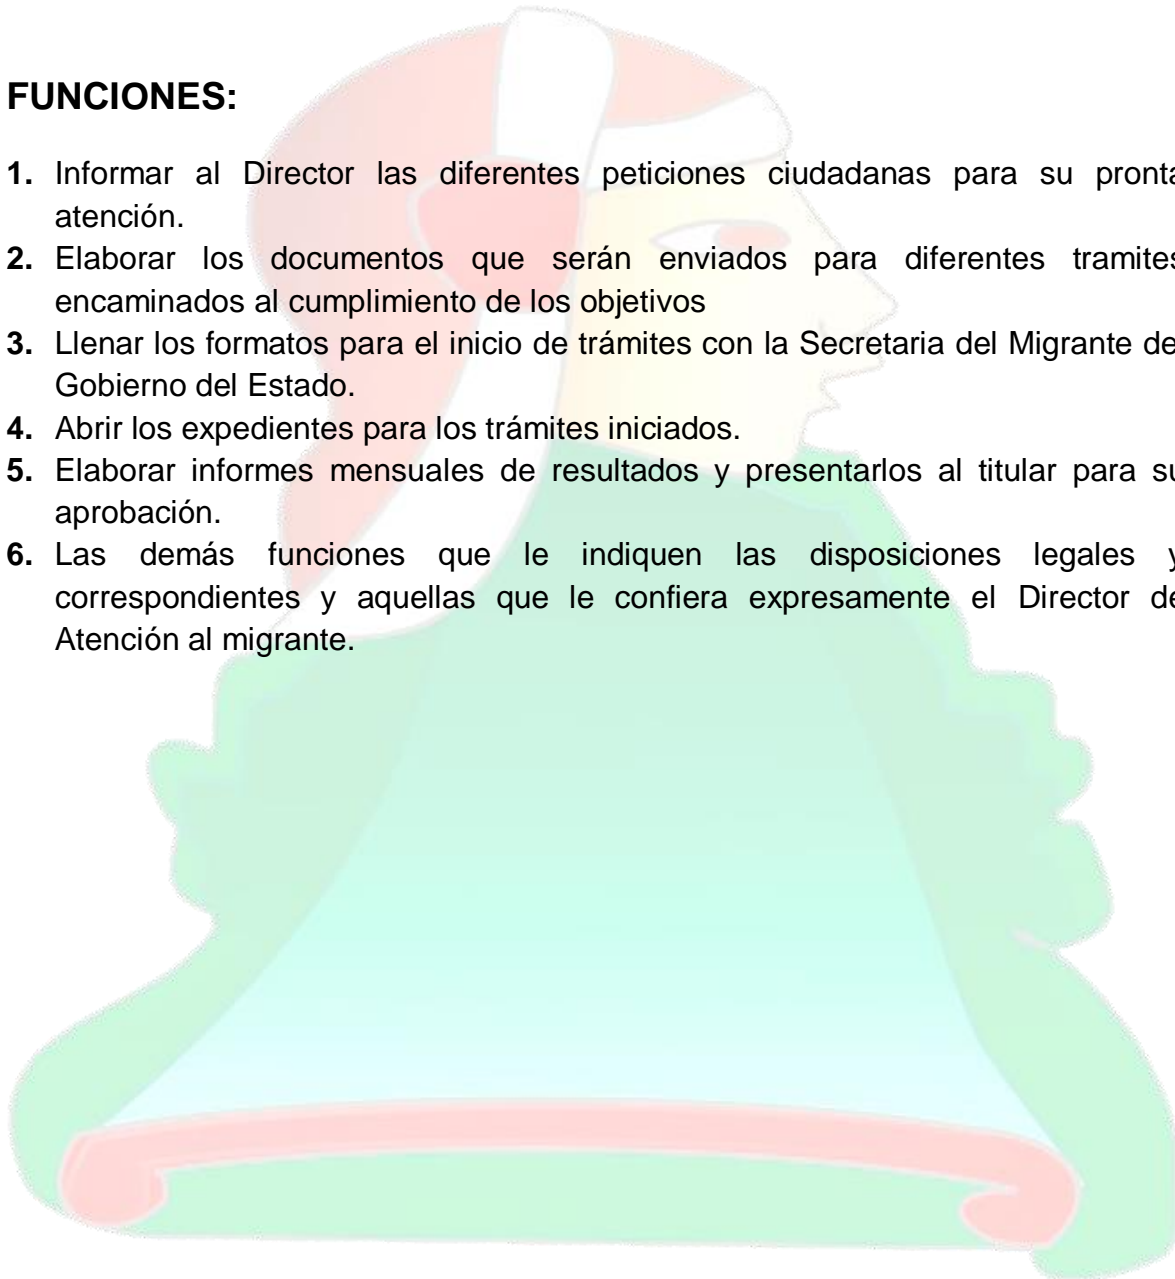 FUNCIONES:
1. Informar al Director las diferentes peticiones ciudadanas para su pronta
atención.
2. Elaborar los documentos que serán enviados para diferentes tramites
encaminados al cumplimiento de los objetivos
3. Llenar los formatos para el inicio de trámites con la Secretaria del Migrante de
Gobierno del Estado.
4. Abrir los expedientes para los trámites iniciados.
5. Elaborar informes mensuales de resultados y presentarlos al titular para su
aprobación.
6. Las demás funciones que le indiquen las disposiciones legales y
correspondientes y aquellas que le confiera expresamente el Director de
Atención al migrante.